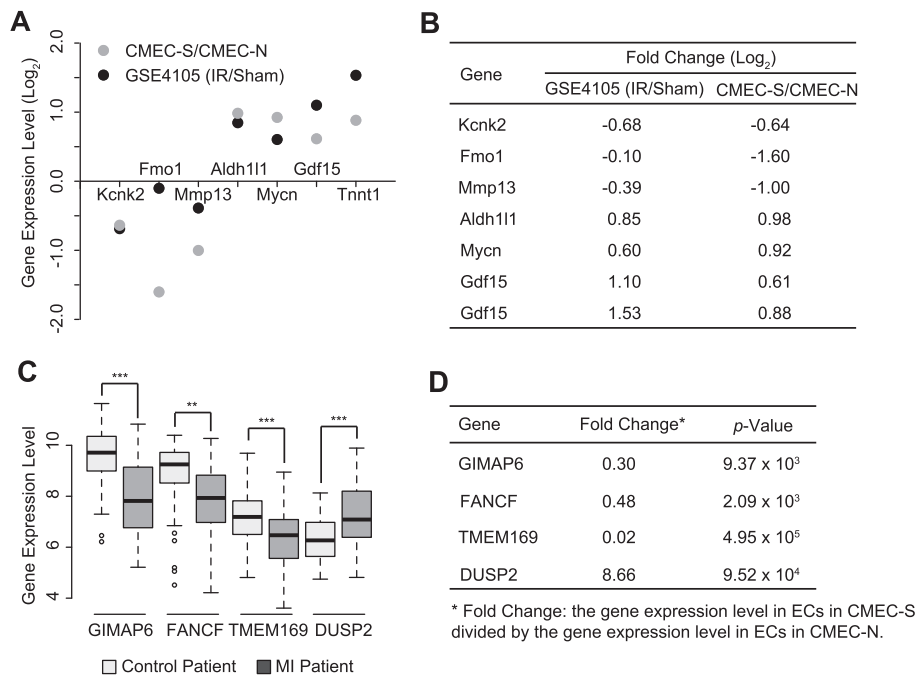 A
CMEC-S/CMEC-N
GSE4105 (IR/Sham)
Gene Expression Level (Log2)
2.0
1.0
0.0
-1.0
-2.0
Fmo1 Aldh1l1 Gdf15
Kcnk2 Mmp13 Mycn Tnnt1
B
Gene Fold Change (Log2)
GSE4105 (IR/Sham) CMEC-S/CMEC-N
Kcnk2 -0.68 -0.64
Fmo1 -0.10 -1.60
Mmp13 -0.39 -1.00
Aldh1l1 0.85 0.98
Mycn 0.60 0.92
Gdf15 1.10 0.61
Gdf15 1.53 0.88
C
Gene Expression Level
10
8
6
4
*** ** *** ***
GIMAP6 FANCF TMEM169 DUSP2
Control Patient MI Patient
D
Gene Fold Change* p-Value
GIMAP6 0.30 9.37 x 10³
FANCF 0.48 2.09 x 10³
TMEM169 0.02 4.95 x 10⁵
DUSP2 8.66 9.52 x 10⁴
* Fold Change: the gene expression level in ECs in CMEC-S
divided by the gene expression level in ECs in CMEC-N.